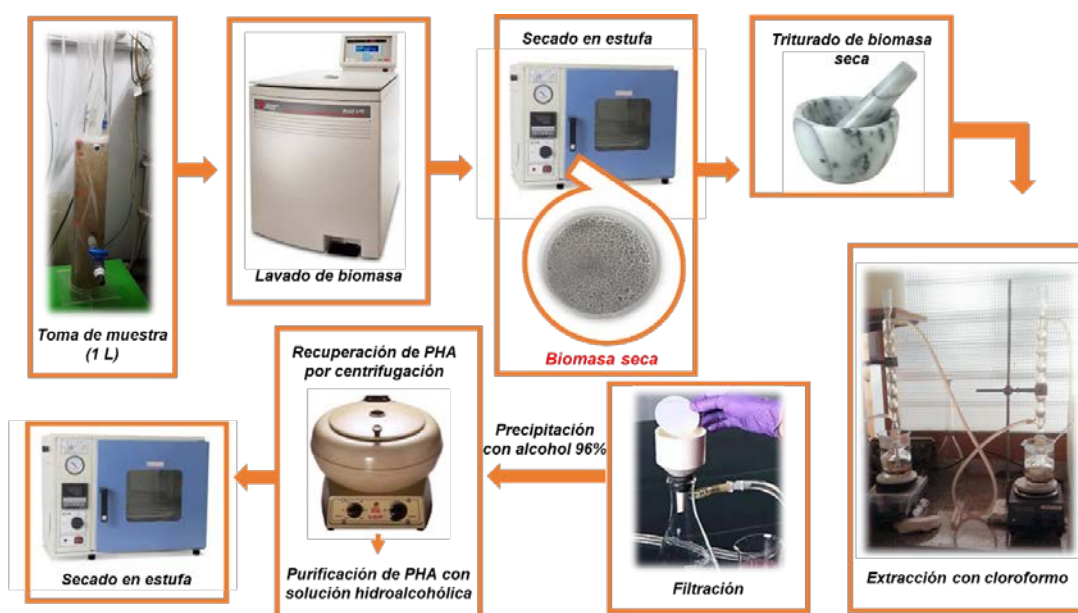 Toma de muestra
(1 L)
Lavado de biomasa
Secado en estufa
Biomasa seca
Triturado de biomasa
seca
Extracción con cloroformo
Filtración
Precipitación
con alcohol 96%
Recuperación de PHA
por centrifugación
Purificación de PHA con
solución hidroalcohólica
Secado en estufa